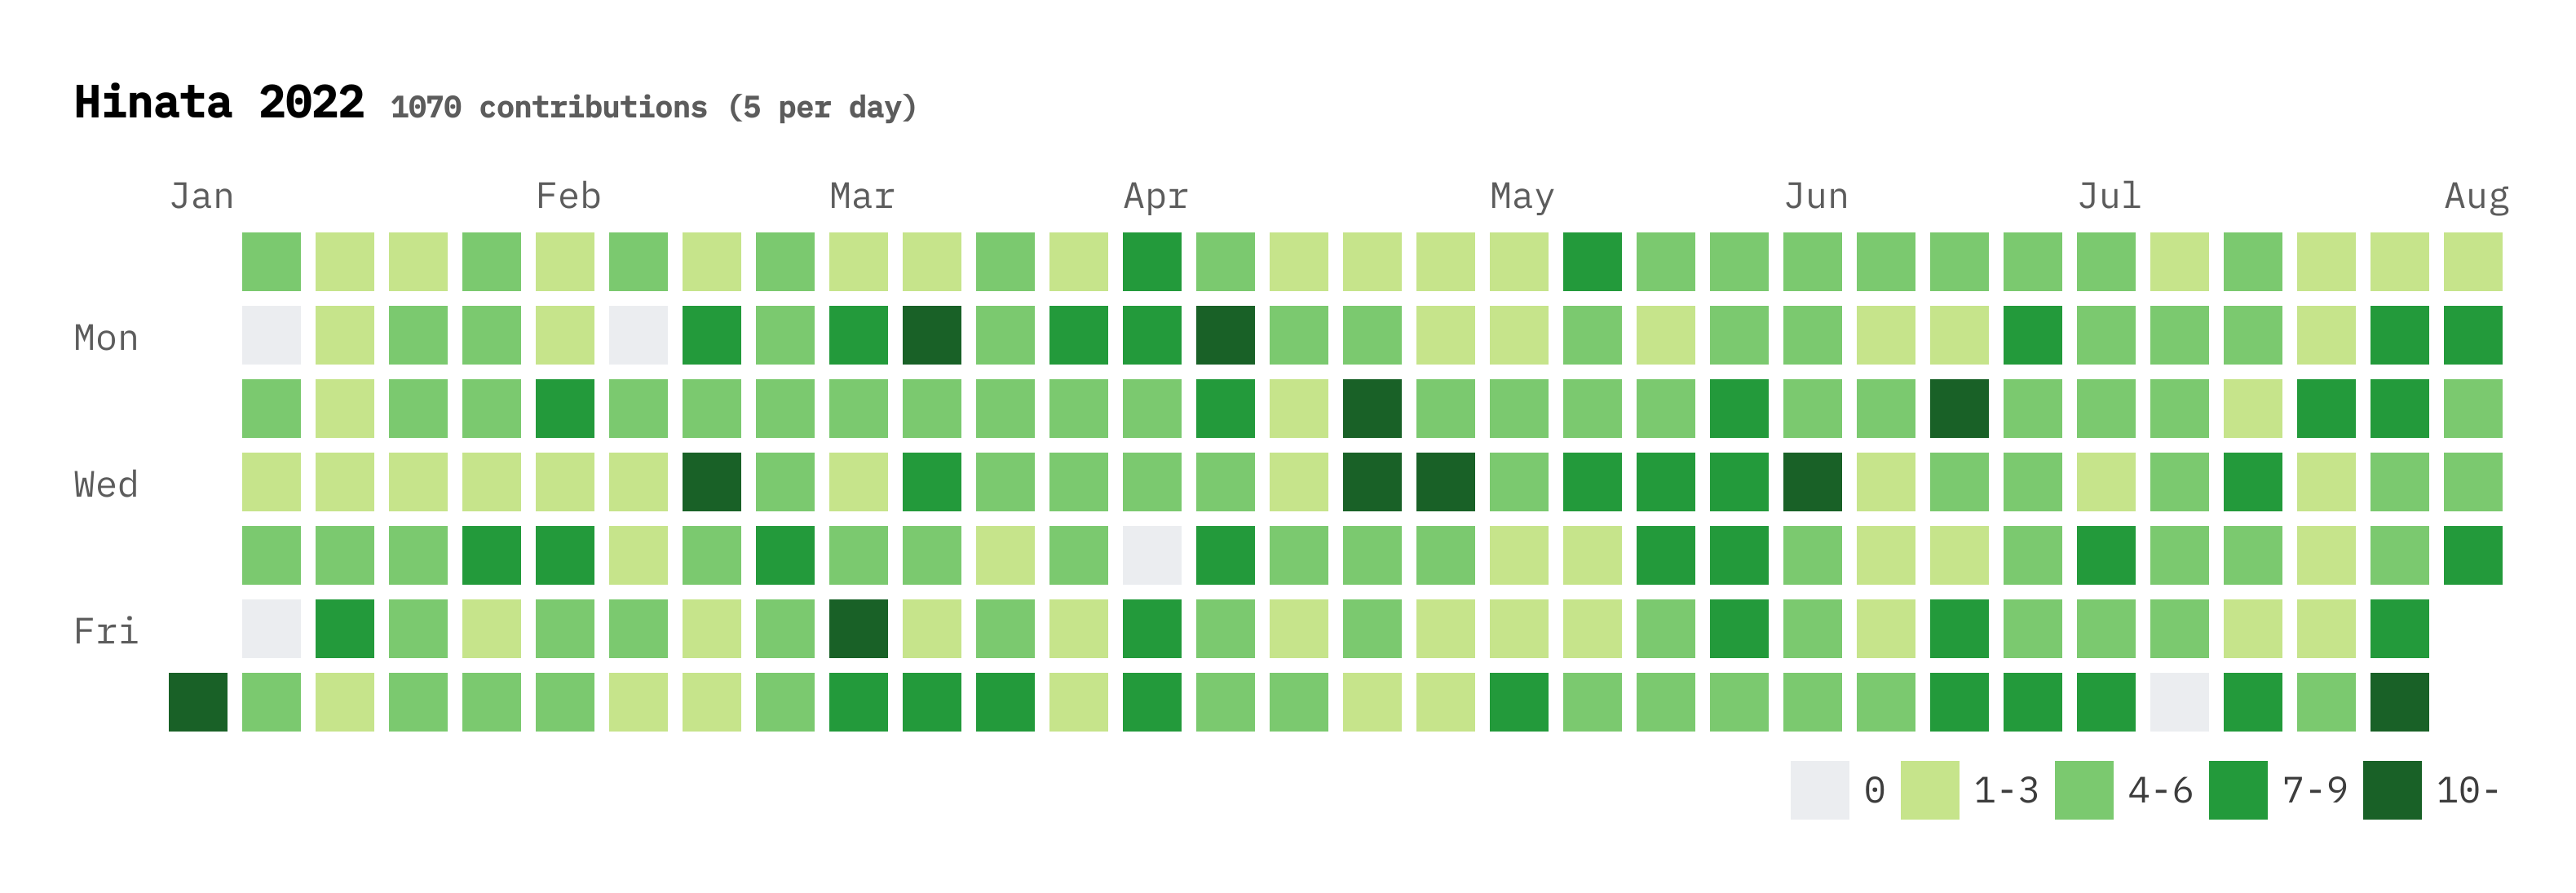 Hinata 2022 1070 contributions (5 per day)
Jan Feb Mar Apr May Jun Jul Aug
Mon
Wed
Fri
0 1-3 4-6 7-9 10-